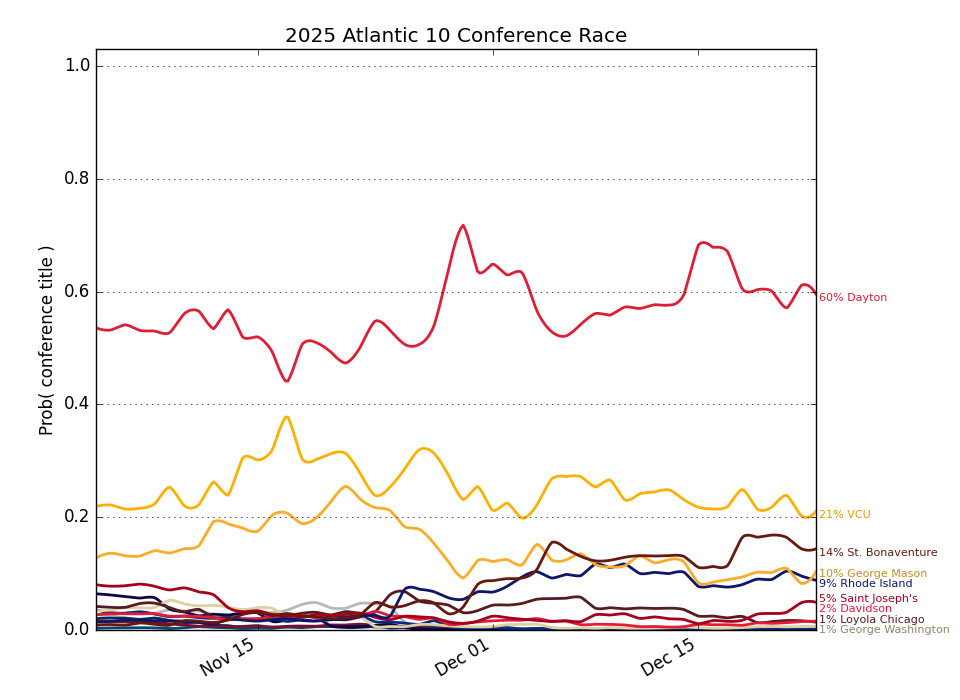 2025 Atlantic 10 Conference Race
Prob( conference title )
1.0
0.8
0.6
0.4
0.2
0.0
Nov 15
Dec 01
Dec 15
60% Dayton
21% VCU
14% St. Bonaventure
10% George Mason
9% Rhode Island
5% Saint Joseph's
2% Davidson
1% Loyola Chicago
1% George Washington